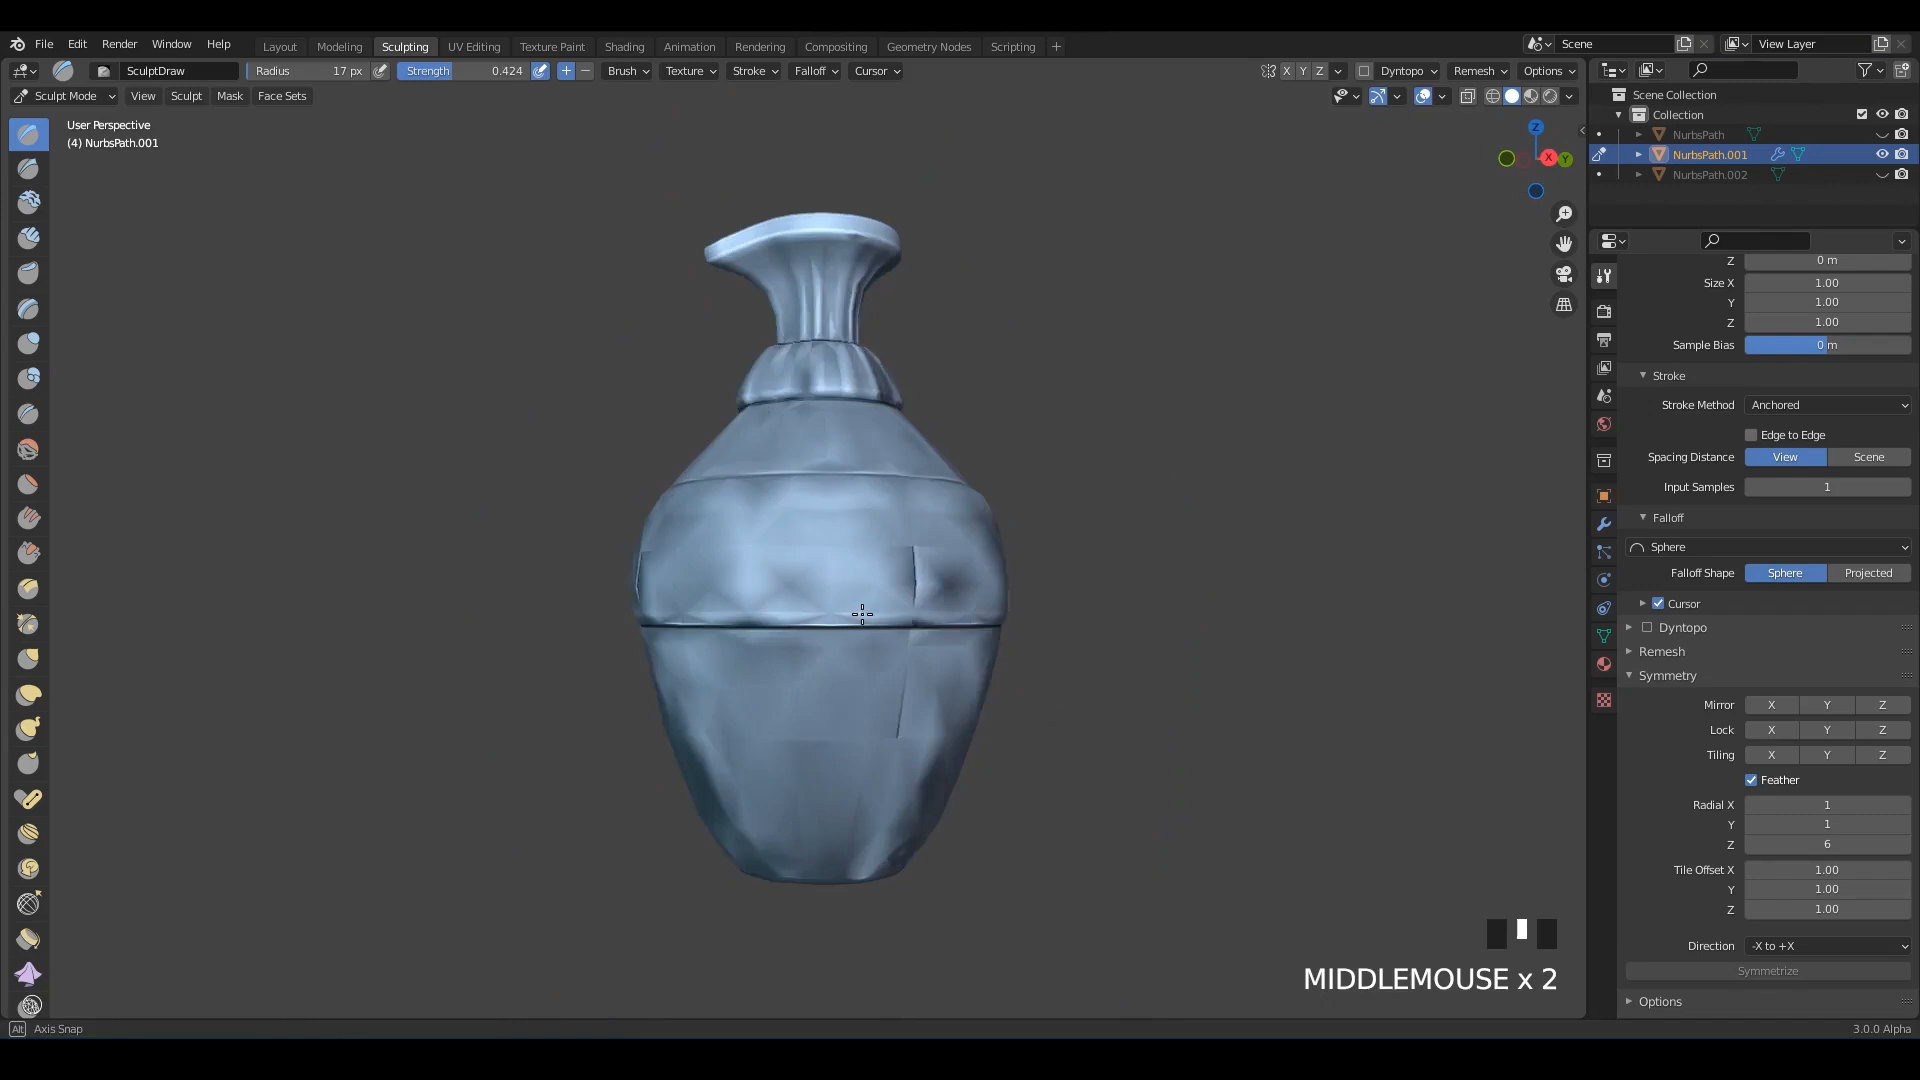 File Edit Render Window Help Layout Modeling Sculpting UV Editing Texture Paint Shading Animation Rendering Compositing Geometry Nodes Scripting + Scene View Layer
SculptDraw Radius 17 px Strength 0.424 + − Brush Texture Stroke Falloff Cursor X Y Z Dyntopo Remesh Options
Sculpt Mode View Sculpt Mask Face Sets
User Perspective
(4) NurbsPath.001
Z
X
Y
Scene Collection
Collection
NurbsPath
NurbsPath.001
NurbsPath.002
Z 0 m
Size X 1.00
Y 1.00
Z 1.00
Sample Bias 0 m
Stroke
Stroke Method Anchored
Edge to Edge
Spacing Distance View Scene
Input Samples 1
Falloff
Sphere
Falloff Shape Sphere Projected
Cursor
Dyntopo
Remesh
Symmetry
Mirror X Y Z
Lock X Y Z
Tiling X Y Z
Feather
Radial X 1
Y 1
Z 6
Tile Offset X 1.00
Y 1.00
Z 1.00
Direction -X to +X
Symmetrize
Options
MIDDLEMOUSE x 2
Alt Axis Snap
3.0.0 Alpha